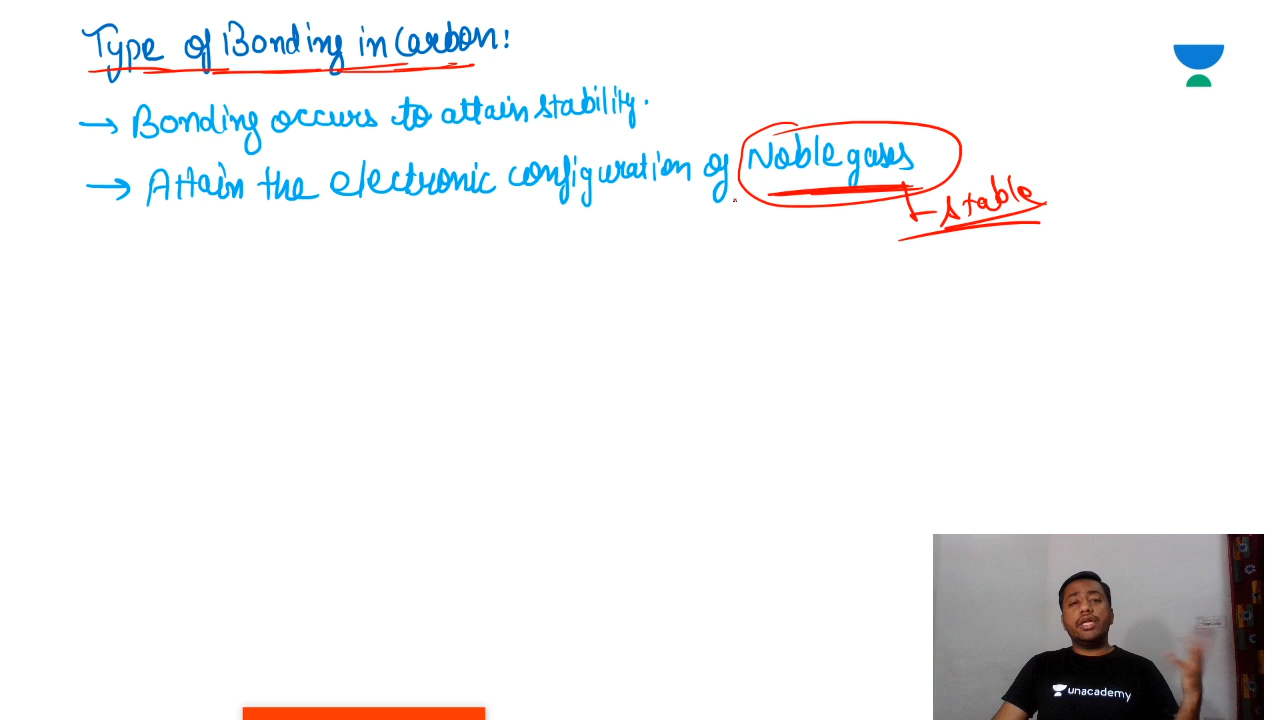 Type of Bonding in Carbon:
→ Bonding occurs to attain stability.
→ Attain the electronic configuration of Noble gases
Stable
unacademy